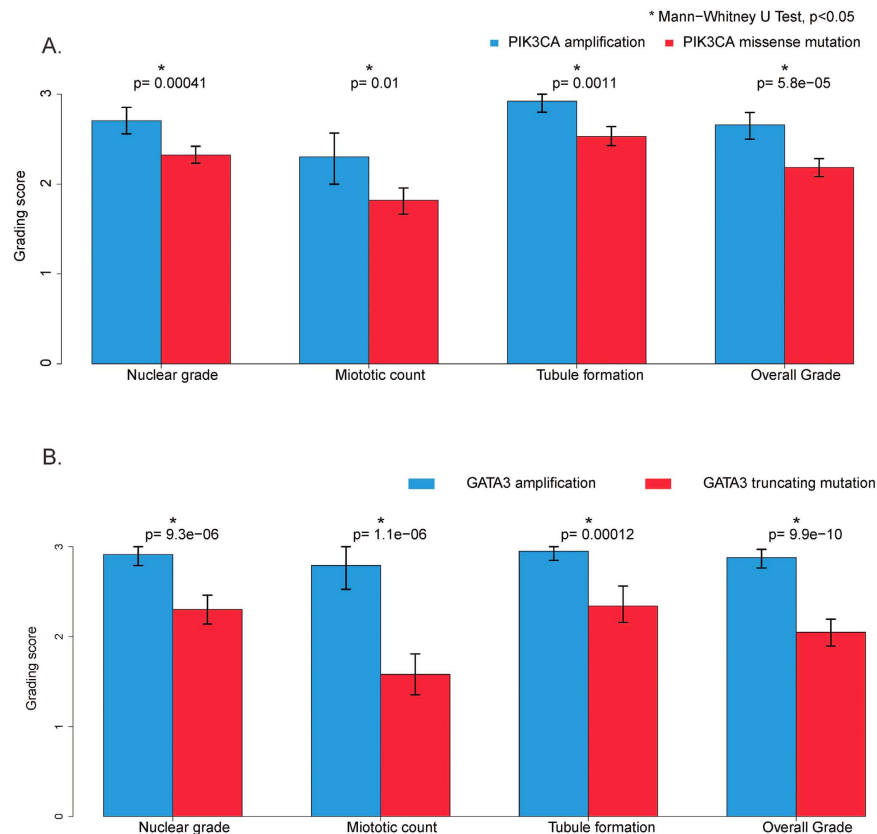 * Mann−Whitney U Test, p<0.05
A.
PIK3CA amplification PIK3CA missense mutation
* * * *
p= 0.00041 p= 0.01 p= 0.0011 p= 5.8e−05
Grading score
3
2
1
0
Nuclear grade Miototic count Tubule formation Overall Grade
B.
GATA3 amplification GATA3 truncating mutation
* * * *
p= 9.3e−06 p= 1.1e−06 p= 0.00012 p= 9.9e−10
Grading score
3
2
1
0
Nuclear grade Miototic count Tubule formation Overall Grade